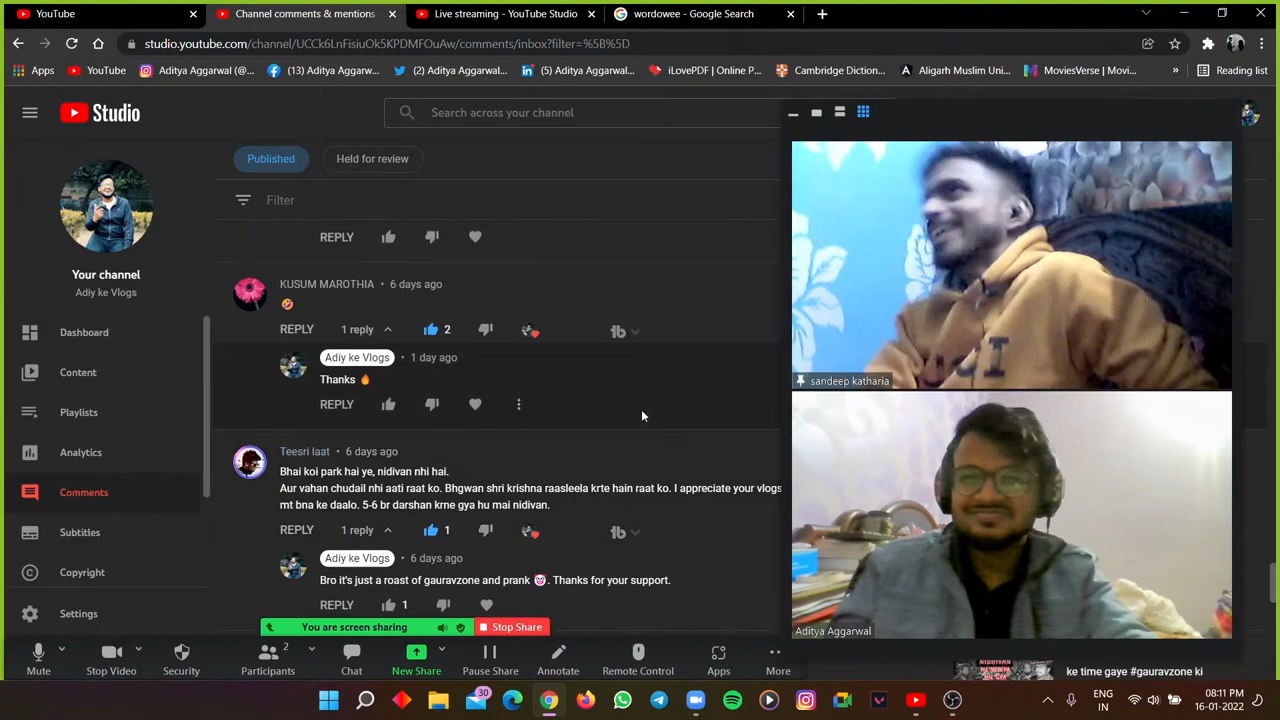 YouTube
Channel comments & mentions
Live streaming - YouTube Studio
wordowee - Google Search
studio.youtube.com/channel/UCCk6LnFisiuOk5KPDMFOuAw/comments/inbox?filter=%5B%5D
Apps
YouTube
Aditya Aggarwal (@...
(13) Aditya Aggarw...
(2) Aditya Aggarwal...
(5) Aditya Aggarwal...
iLovePDF | Online P...
Cambridge Diction...
Aligarh Muslim Uni...
MoviesVerse | Movi...
»
Reading list
Studio
Search across your channel
Published
Held for review
Filter
REPLY
Your channel
Adiy ke Vlogs
Dashboard
Content
Playlists
Analytics
Comments
Subtitles
Copyright
Settings
KUSUM MAROTHIA • 6 days ago
🤣
REPLY 1 reply 2
Adiy ke Vlogs • 1 day ago
Thanks 🔥
REPLY
Teesri laat • 6 days ago
Bhai koi park hai ye, nidivan nhi hai.
Aur vahan chudail nhi aati raat ko. Bhgwan shri krishna raasleela krte hain raat ko. I appreciate your vlogs
mt bna ke daalo. 5-6 br darshan krne gya hu mai nidivan.
REPLY 1 reply 1
Adiy ke Vlogs • 6 days ago
Bro it's just a roast of gauravzone and prank 👻. Thanks for your support.
REPLY 1
sandeep katharia
Aditya Aggarwal
You are screen sharing
Stop Share
Mute
Stop Video
Security
Participants
2
Chat
New Share
Pause Share
Annotate
Remote Control
Apps
More
ke time gaye #gauravzone ki
30
ENG
IN
08:11 PM
16-01-2022